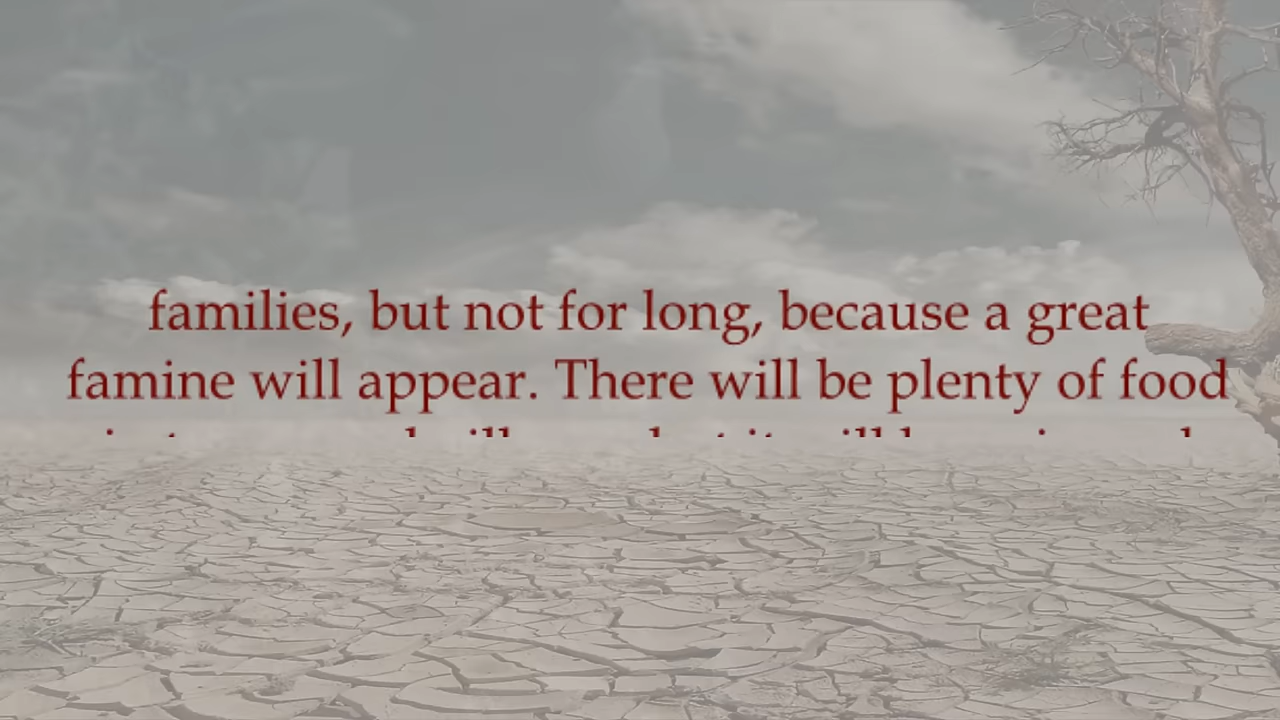 families, but not for long, because a great
famine will appear. There will be plenty of food